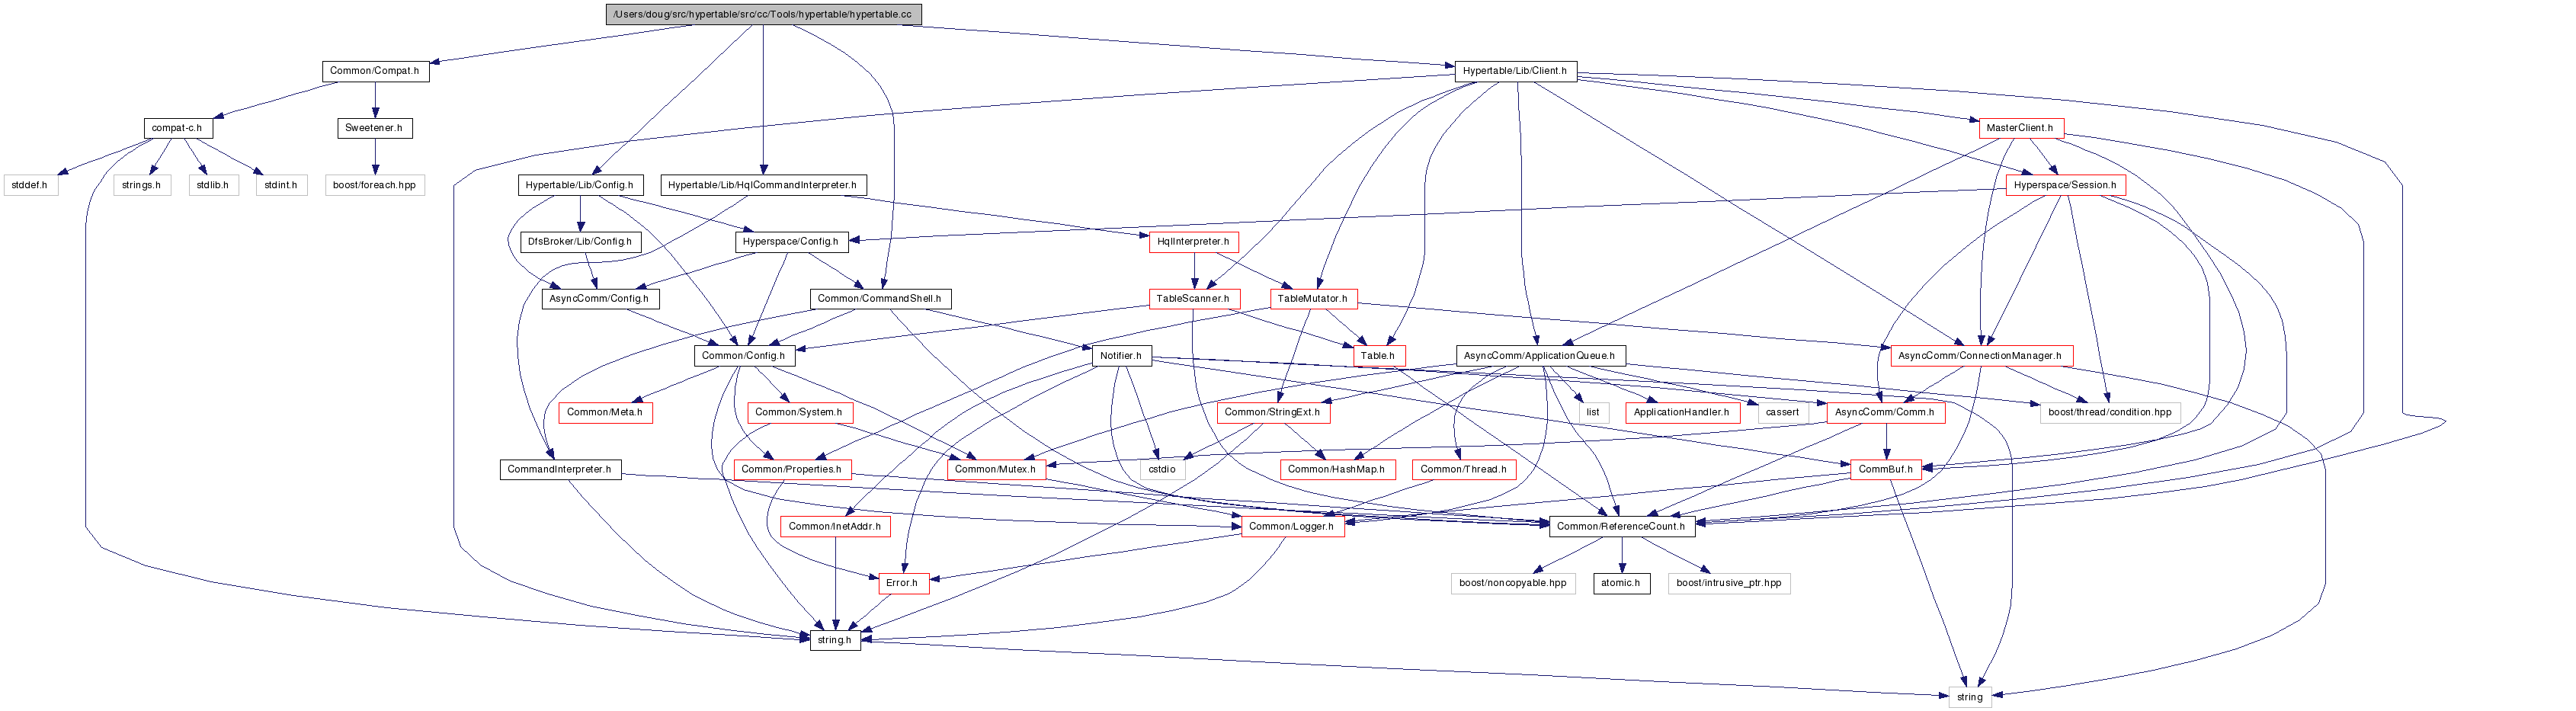 /Users/doug/src/hypertable/src/cc/Tools/hypertable/hypertable.cc
Common/Compat.h
Hypertable/Lib/Client.h
compat-c.h
Sweetener.h
MasterClient.h
stddef.h
strings.h
stdlib.h
stdint.h
boost/foreach.hpp
Hypertable/Lib/Config.h
Hypertable/Lib/HqlCommandInterpreter.h
Hyperspace/Session.h
DfsBroker/Lib/Config.h
Hyperspace/Config.h
HqlInterpreter.h
AsyncComm/Config.h
Common/CommandShell.h
TableScanner.h
TableMutator.h
Common/Config.h
Notifier.h
Table.h
AsyncComm/ApplicationQueue.h
AsyncComm/ConnectionManager.h
Common/Meta.h
Common/System.h
Common/StringExt.h
list
ApplicationHandler.h
cassert
AsyncComm/Comm.h
boost/thread/condition.hpp
CommandInterpreter.h
Common/Properties.h
Common/Mutex.h
cstdio
Common/HashMap.h
Common/Thread.h
CommBuf.h
Common/InetAddr.h
Common/Logger.h
Common/ReferenceCount.h
Error.h
boost/noncopyable.hpp
atomic.h
boost/intrusive_ptr.hpp
string.h
string